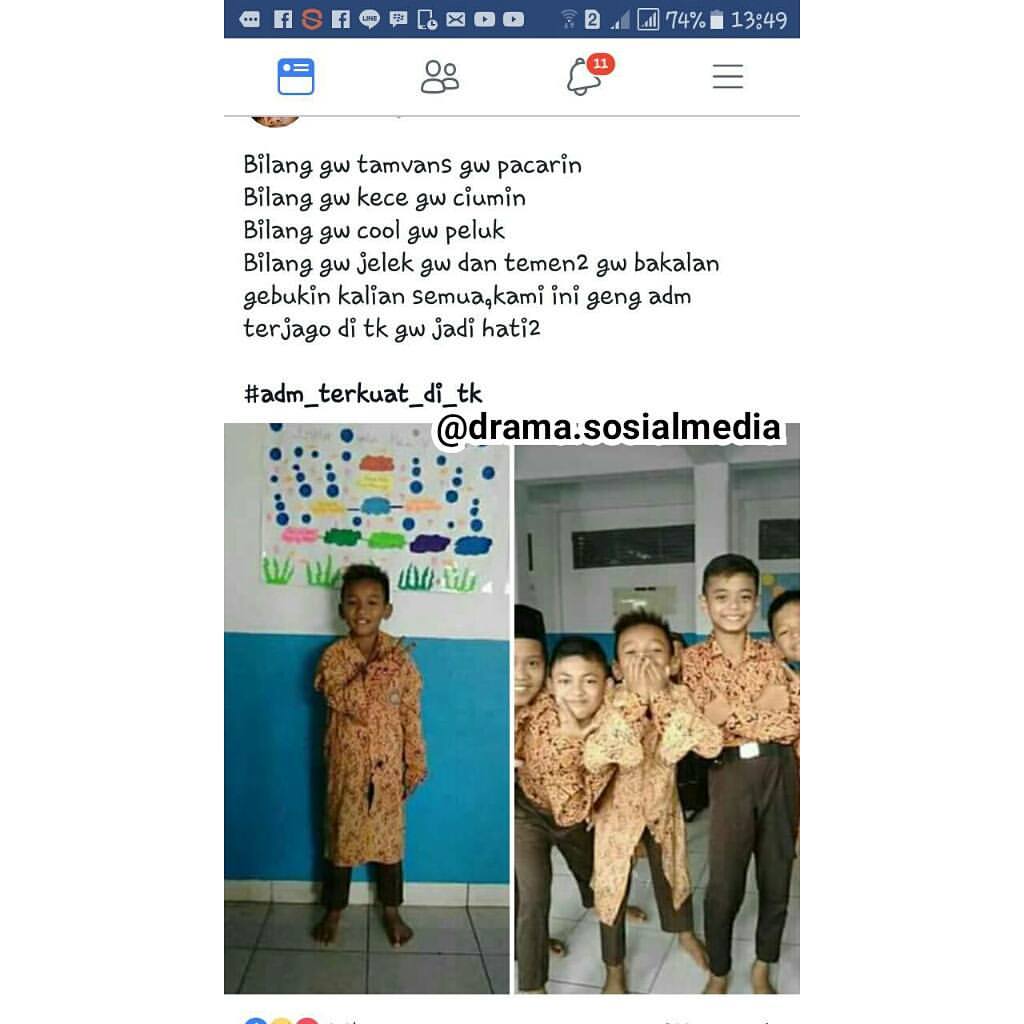 74% 13:49
2
11
Bilang gw tamvans gw pacarin
Bilang gw kece gw ciumin
Bilang gw cool gw peluk
Bilang gw jelek gw dan temen2 gw bakalan
gebukin kalian semua,kami ini geng adm
terjago di tk gw jadi hati2
#adm_terkuat_di_tk
@drama.sosialmedia